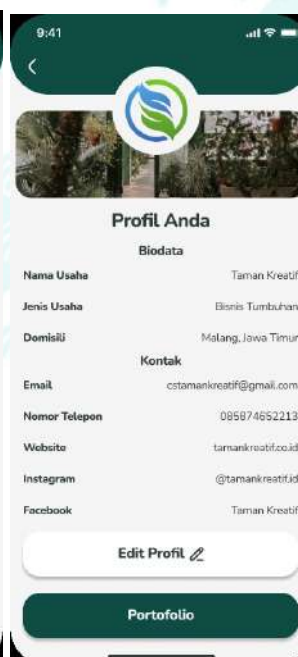 9:41
Profil Anda
Biodata
Nama Usaha Taman Kreatif
Jenis Usaha Bisnis Tumbuhan
Domisili Malang, Jawa Timur
Kontak
Email cstamankreatif@gmail.com
Nomor Telepon 085874652213
Website tamankreatif.co.id
Instagram @tamankreatif.id
Facebook Taman Kreatif
Edit Profil
Portofolio